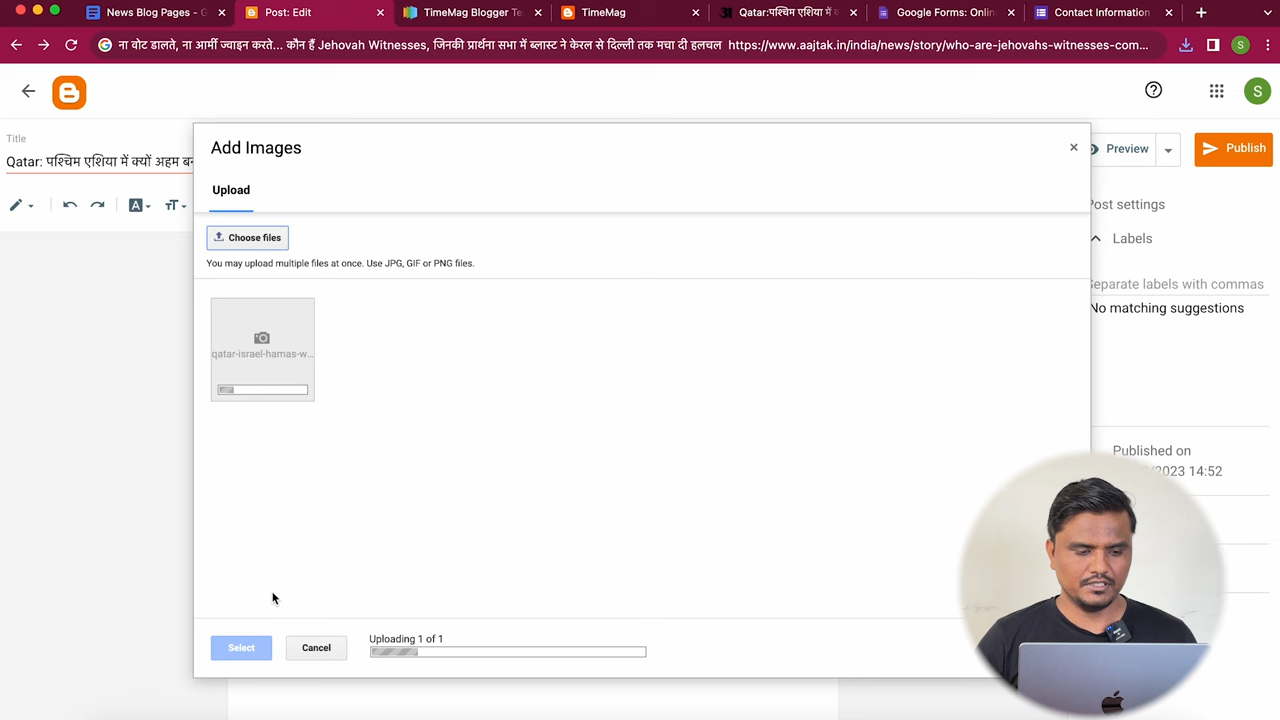 News Blog Pages - G
Post: Edit
TimeMag Blogger Te
TimeMag
Qatar:पश्चिम एशिया में
Google Forms: Onlin
Contact Information
ना वोट डालते, ना आर्मी ज्वाइन करते... कौन हैं Jehovah Witnesses, जिनकी प्रार्थना सभा में ब्लास्ट ने केरल से दिल्ली तक मचा दी हलचल https://www.aajtak.in/india/news/story/who-are-jehovahs-witnesses-com...
S
S
Title
Qatar: पश्चिम एशिया में क्यों अहम
Preview
Publish
Add Images
Upload
Choose files
You may upload multiple files at once. Use JPG, GIF or PNG files.
qatar-israel-hamas-w...
Post settings
Labels
Separate labels with commas
No matching suggestions
Published on
2023 14:52
Select
Cancel
Uploading 1 of 1